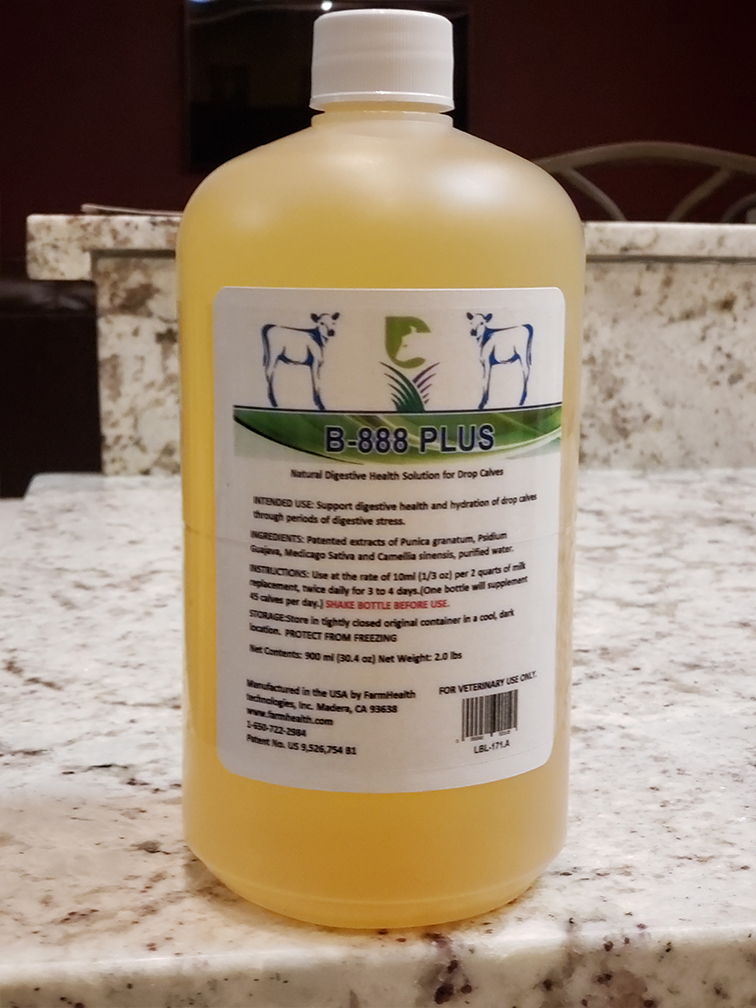 B-888 PLUS
Natural Digestive Health Solution for Drop Calves
INTENDED USE: Support digestive health and hydration of drop calves
through periods of digestive stress.
INGREDIENTS: Patented extracts of Punica granatum, Psidium
Guajava, Medicago Sativa and Camellia sinensis, purified water.
INSTRUCTIONS: Use at the rate of 10ml (1/3 oz) per 2 quarts of milk
replacement, twice daily for 3 to 4 days.(One bottle will supplement
45 calves per day.) SHAKE BOTTLE BEFORE USE.
STORAGE:Store in tightly closed original container in a cool, dark
location. PROTECT FROM FREEZING
Net Contents: 900 ml (30.4 oz) Net Weight: 2.0 lbs
Manufactured in the USA by FarmHealth
technologies, Inc. Madera, CA 93638
www.farmhealth.com
1-650-722-2984
Patent No. US 9,526,754 B1
FOR VETERINARY USE ONLY.
LBL-171.A